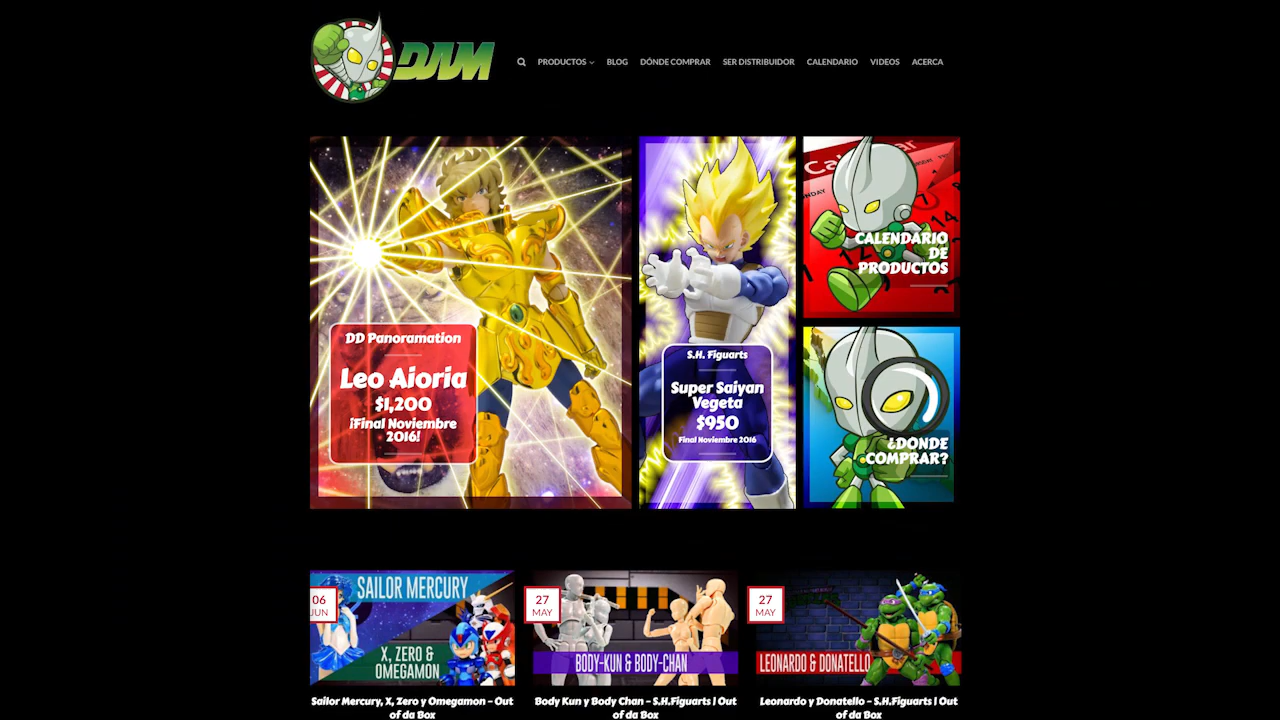 DAM
PRODUCTOS
BLOG
DÓNDE COMPRAR
SER DISTRIBUIDOR
CALENDARIO
VIDEOS
ACERCA
DD Panoramation
Leo Aioria
$1,200
¡Final Noviembre
2016!
S.H. Figuarts
Super Saiyan
Vegeta
$950
Final Noviembre 2016
CALENDARIO
DE
PRODUCTOS
¿DONDE
COMPRAR?
06
JUN
SAILOR MERCURY
X, ZERO &
OMEGAMON
Sailor Mercury, X, Zero y Omegamon – Out
of da Box
27
MAY
BODY-KUN & BODY-CHAN
Body Kun y Body Chan – S.H.Figuarts | Out
of da Box
27
MAY
LEONARDO & DONATELLO
Leonardo y Donatello – S.H.Figuarts | Out
of da Box